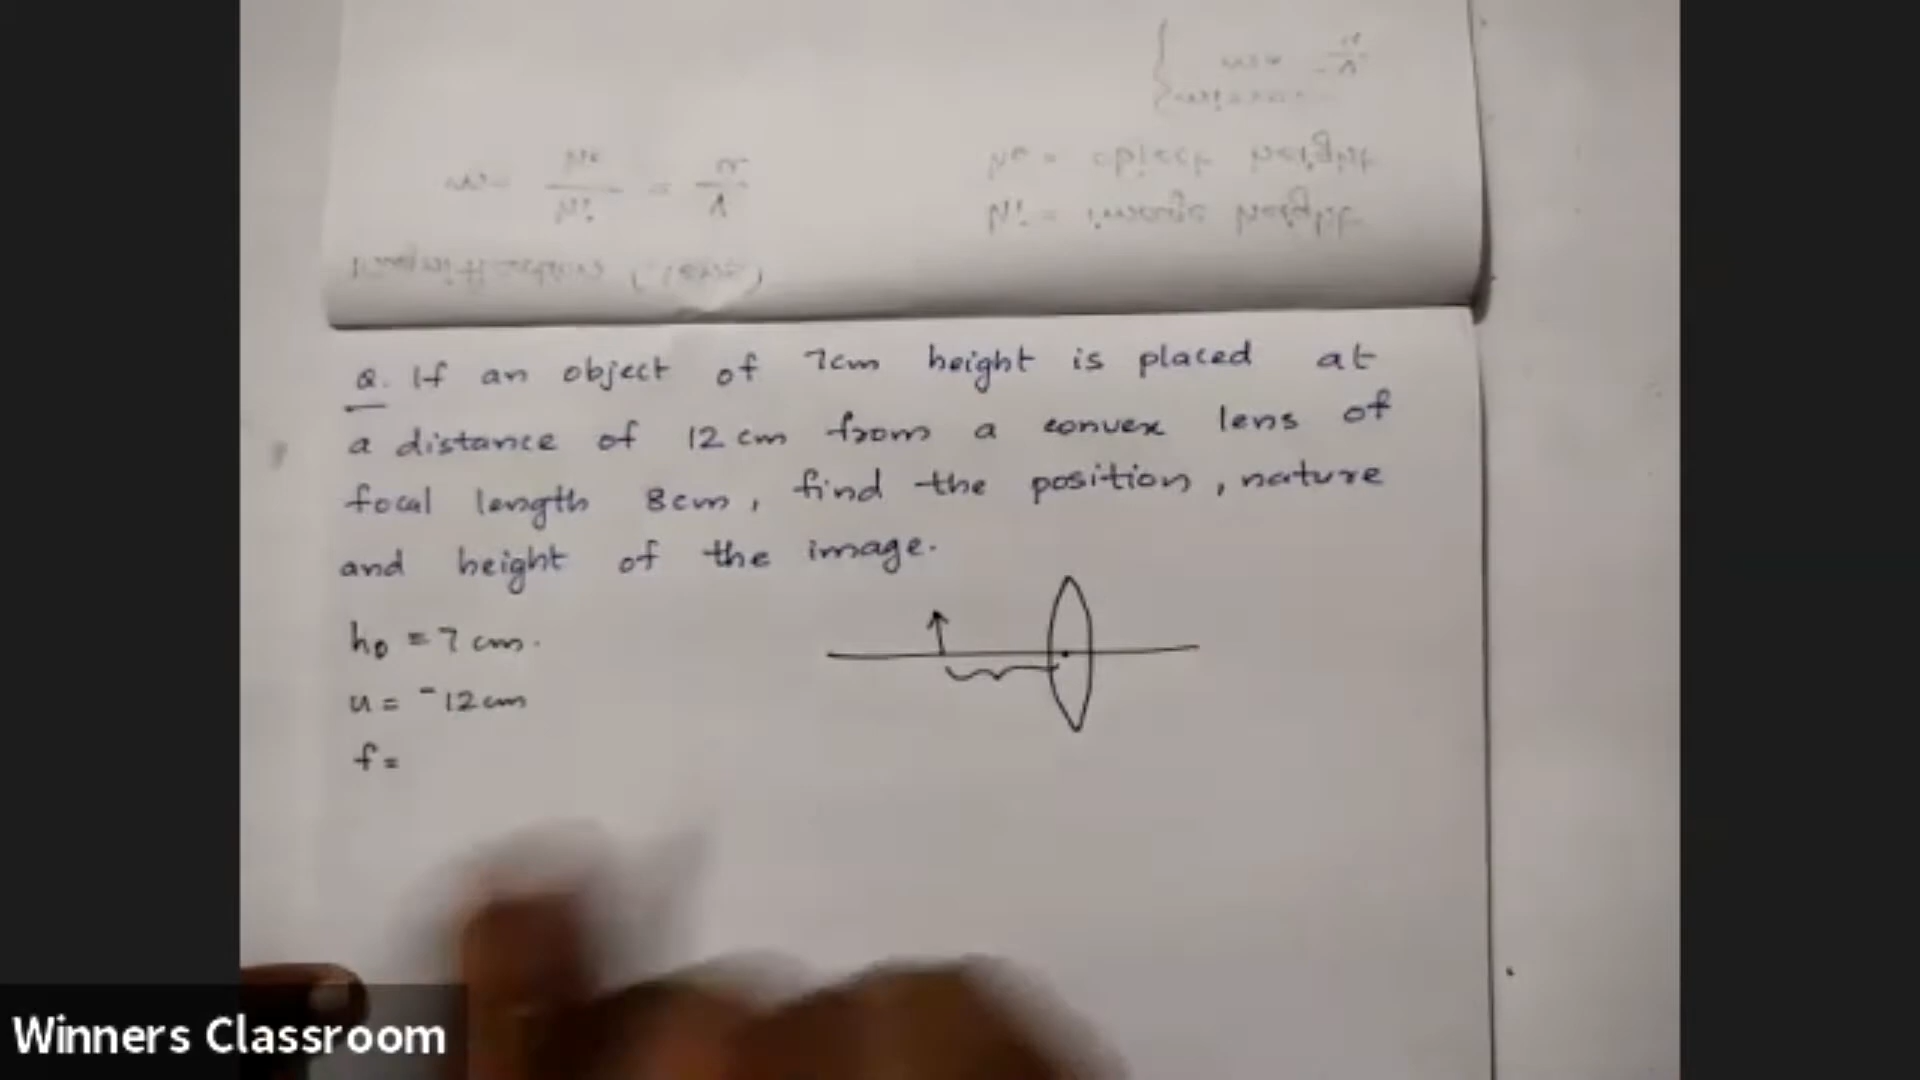 Q. If an object of 7cm height is placed at
a distance of 12 cm from a convex lens of
focal length 8cm, find the position, nature
and height of the image.
h₀ = 7 cm.
u = -12 cm
f =
Winners Classroom